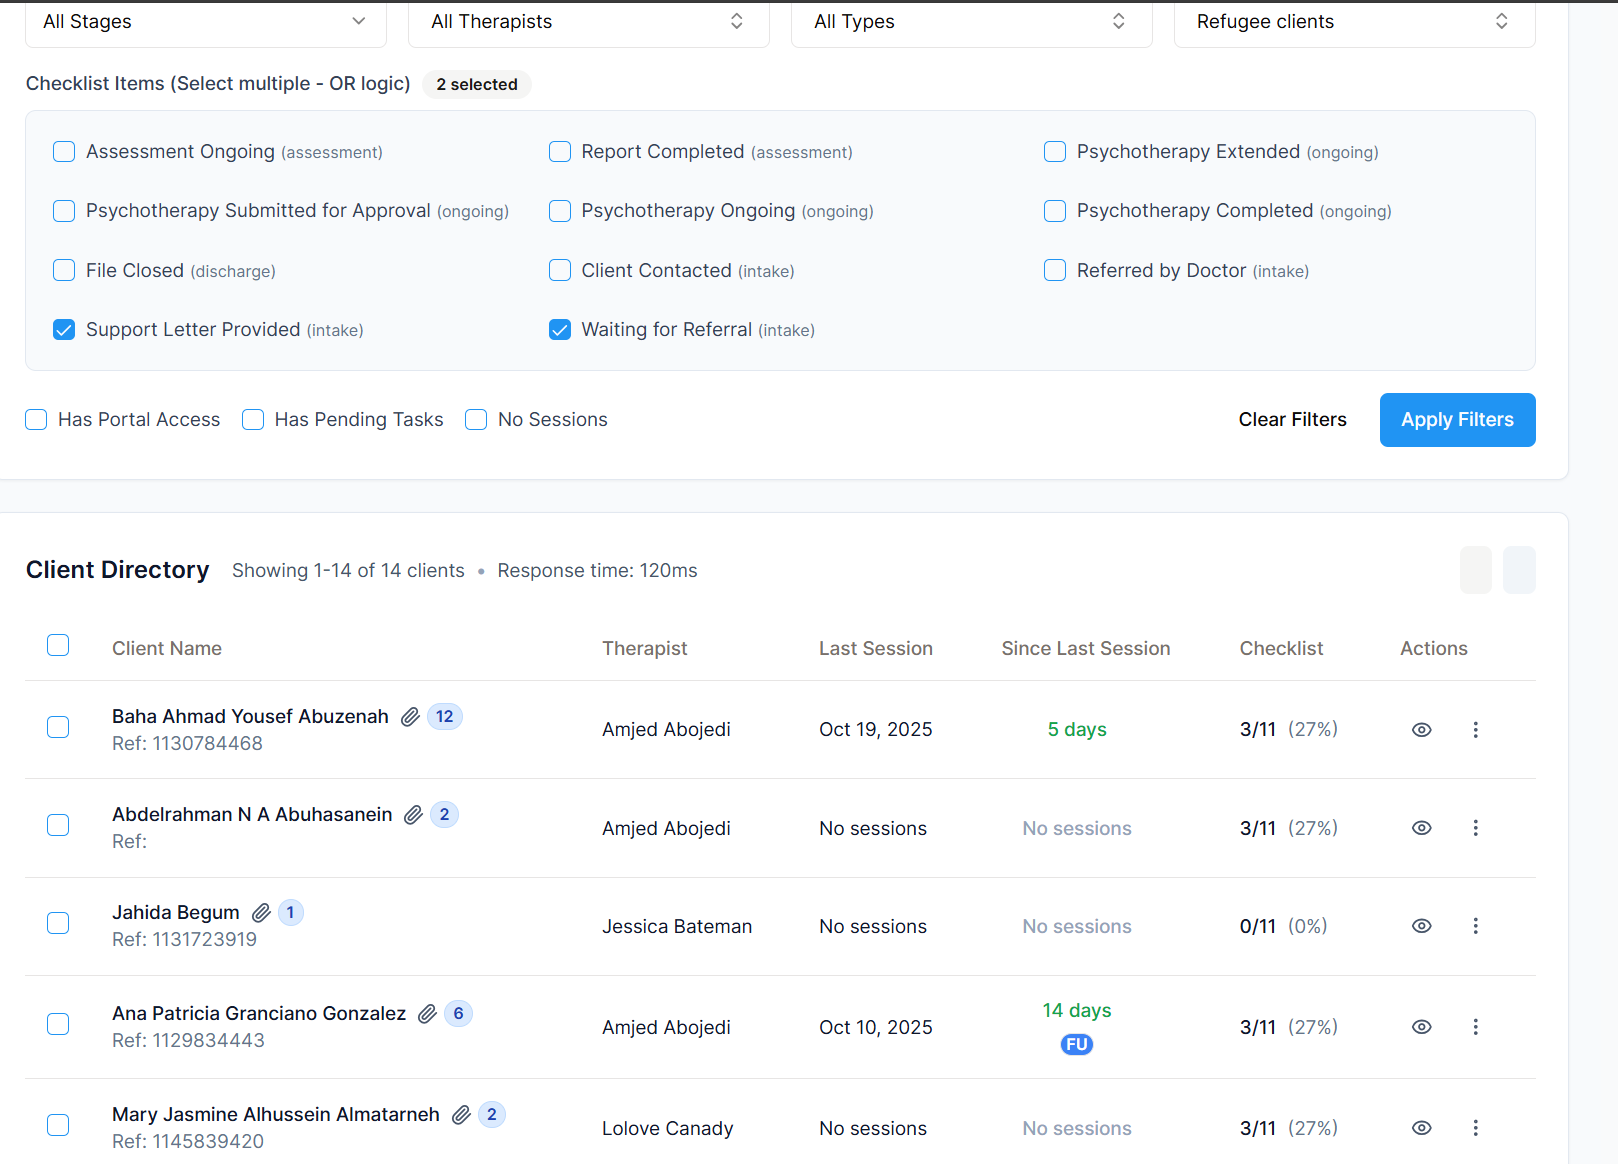 All Stages All Therapists All Types Refugee clients
Checklist Items (Select multiple - OR logic) 2 selected
Assessment Ongoing (assessment) Report Completed (assessment) Psychotherapy Extended (ongoing)
Psychotherapy Submitted for Approval (ongoing) Psychotherapy Ongoing (ongoing) Psychotherapy Completed (ongoing)
File Closed (discharge) Client Contacted (intake) Referred by Doctor (intake)
Support Letter Provided (intake) Waiting for Referral (intake)
Has Portal Access Has Pending Tasks No Sessions Clear Filters Apply Filters
Client Directory Showing 1-14 of 14 clients • Response time: 120ms
Client Name Therapist Last Session Since Last Session Checklist Actions
Baha Ahmad Yousef Abuzenah 12
Ref: 1130784468
Amjed Abojedi Oct 19, 2025 5 days 3/11 (27%)
Abdelrahman N A Abuhasanein 2
Ref:
Amjed Abojedi No sessions No sessions 3/11 (27%)
Jahida Begum 1
Ref: 1131723919
Jessica Bateman No sessions No sessions 0/11 (0%)
Ana Patricia Granciano Gonzalez 6
Ref: 1129834443
Amjed Abojedi Oct 10, 2025 14 days 3/11 (27%)
FU
Mary Jasmine Alhussein Almatarneh 2
Ref: 1145839420
Lolove Canady No sessions No sessions 3/11 (27%)